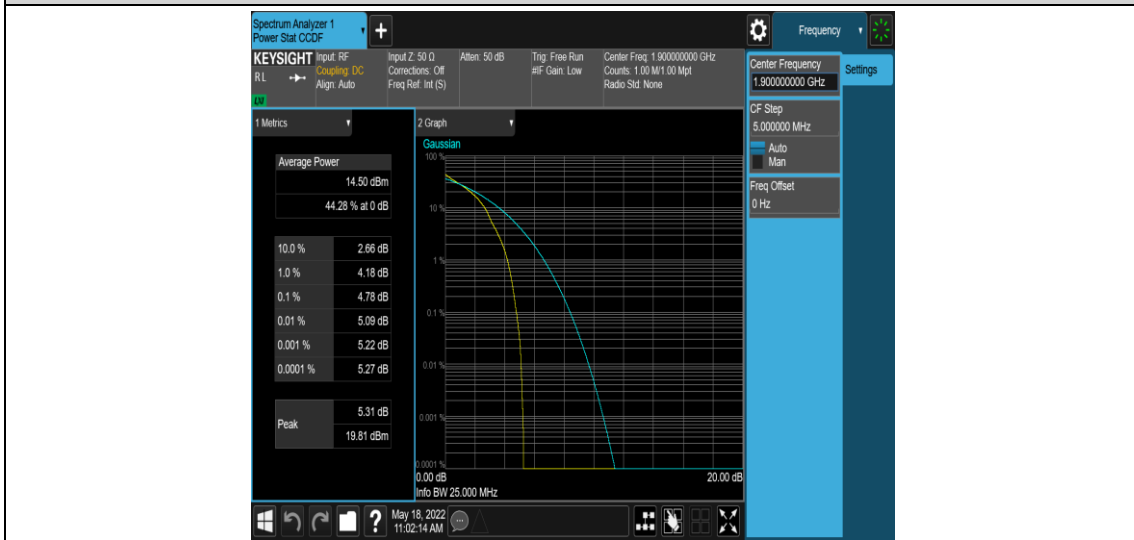 Spectrum Analyzer 1
Power Stat CCDF
+
Frequency
KEYSIGHT
RL
LXI
Input: RF
Coupling: DC
Align: Auto
Input Z: 50 Ω
Corrections: Off
Freq Ref: Int (S)
Atten: 50 dB
Trig: Free Run
#IF Gain: Low
Center Freq: 1.900000000 GHz
Counts: 1.00 M/1.00 Mpt
Radio Std: None
Center Frequency
1.900000000 GHz
Settings
CF Step
5.000000 MHz
Auto
Man
Freq Offset
0 Hz
1 Metrics
Average Power
14.50 dBm
44.28 % at 0 dB
10.0 % 2.66 dB
1.0 % 4.18 dB
0.1 % 4.78 dB
0.01 % 5.09 dB
0.001 % 5.22 dB
0.0001 % 5.27 dB
Peak
5.31 dB
19.81 dBm
2 Graph
Gaussian
100 %
10 %
1 %
0.1 %
0.01 %
0.001 %
0.0001 %
0.00 dB 20.00 dB
Info BW 25.000 MHz
?
May 18, 2022
11:02:14 AM